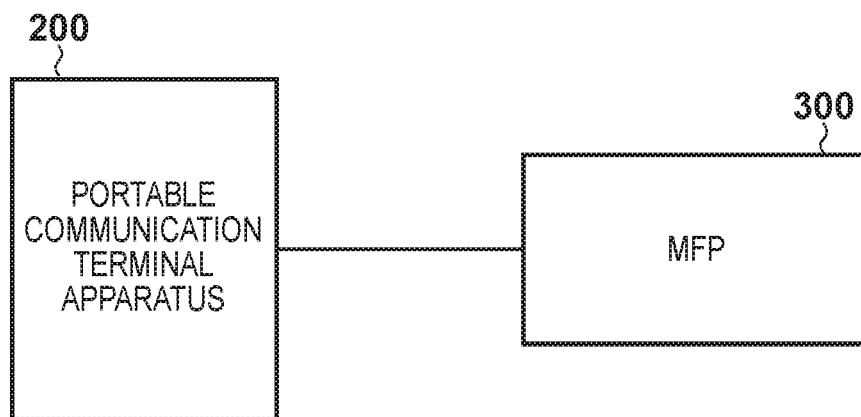 200
300
PORTABLE
COMMUNICATION
TERMINAL
APPARATUS
MFP